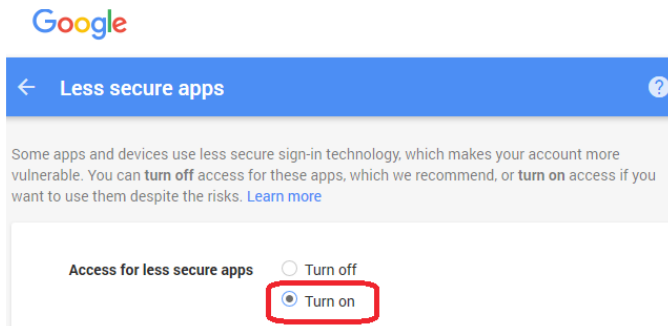 Google
Less secure apps
?
Some apps and devices use less secure sign-in technology, which makes your account more
vulnerable. You can turn off access for these apps, which we recommend, or turn on access if you
want to use them despite the risks. Learn more
Access for less secure apps
Turn off
Turn on